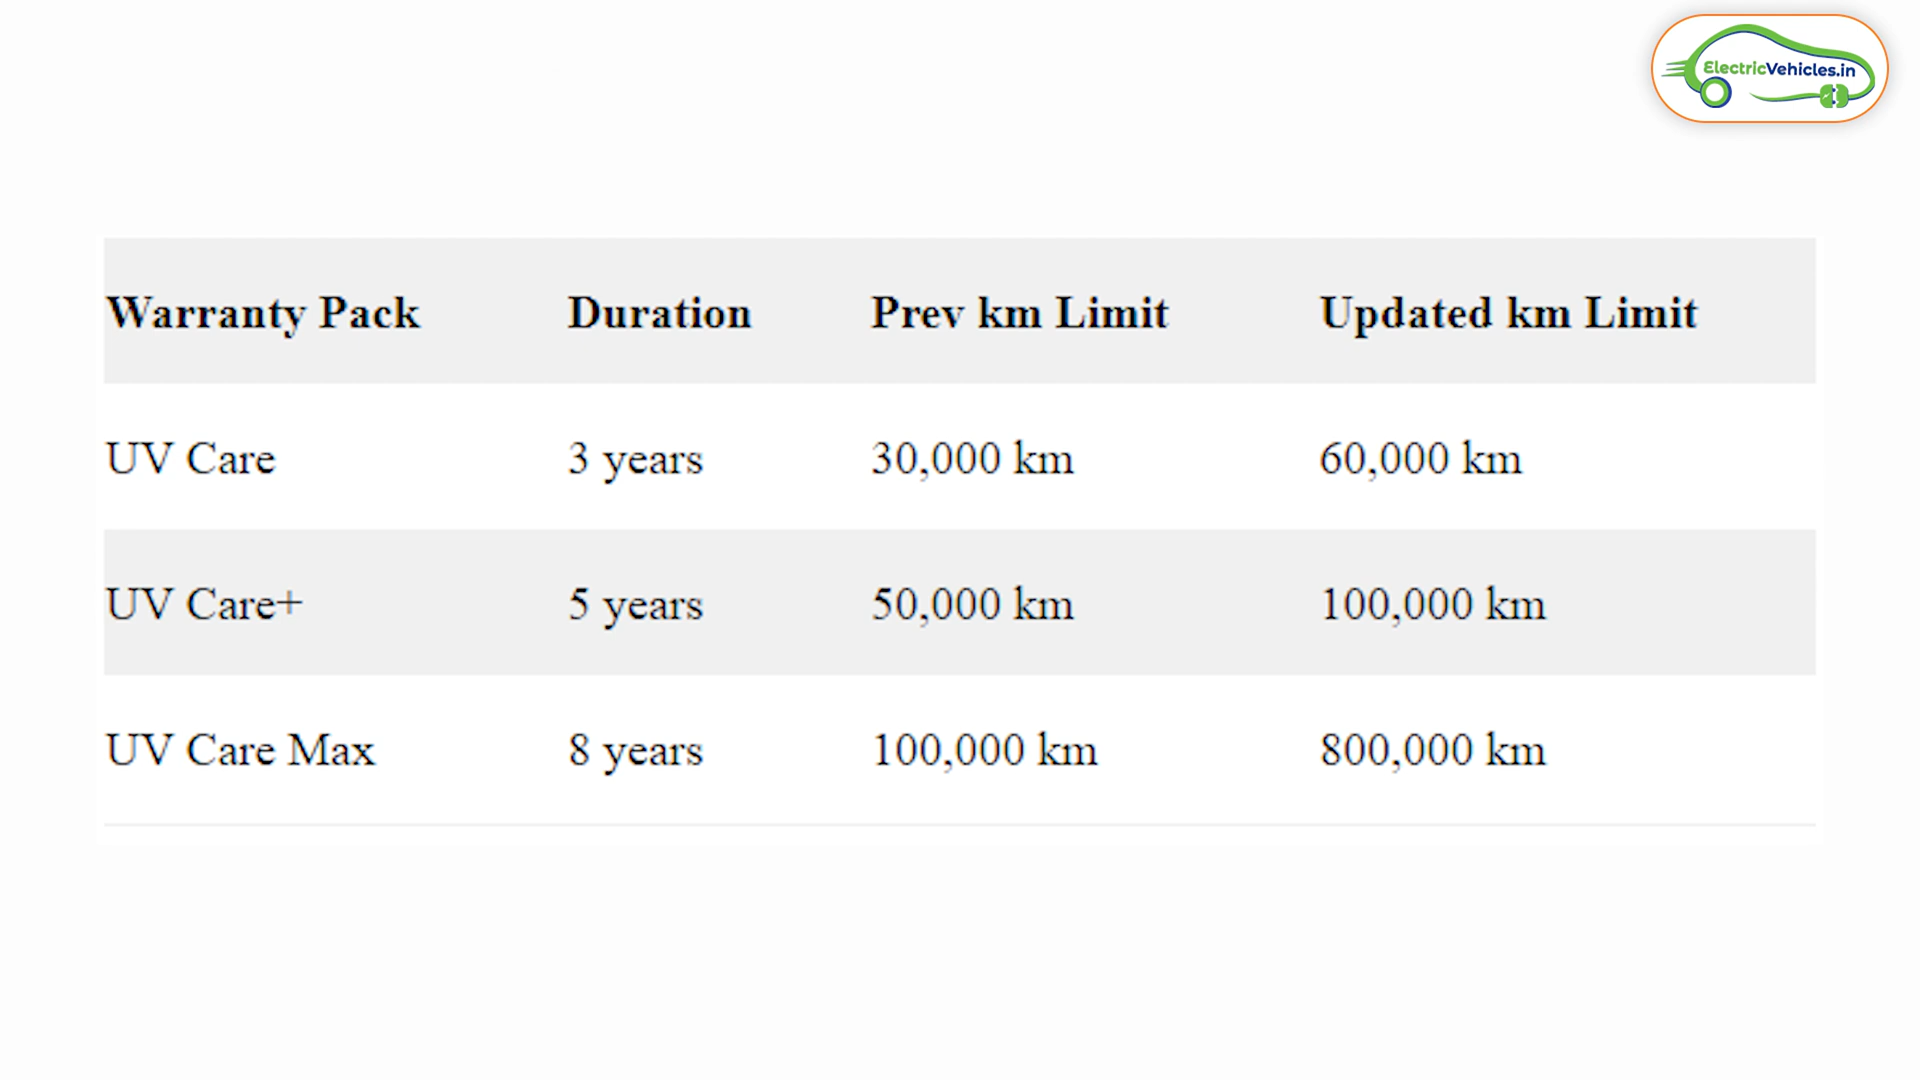 ElectricVehicles.in
Warranty Pack Duration Prev km Limit Updated km Limit
UV Care 3 years 30,000 km 60,000 km
UV Care+ 5 years 50,000 km 100,000 km
UV Care Max 8 years 100,000 km 800,000 km